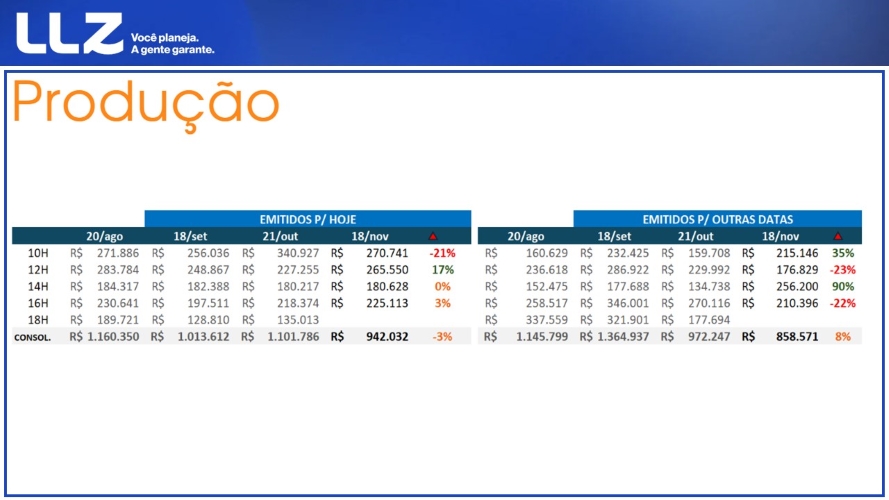 LLZ
Você planeja.
A gente garante.
Produção
EMITIDOS P/ HOJE EMITIDOS P/ OUTRAS DATAS
20/ago 18/set 21/out 18/nov ▲ 20/ago 18/set 21/out 18/nov ▲
10H R$ 271.886 R$ 256.036 R$ 340.927 R$ 270.741 -21% R$ 160.629 R$ 232.425 R$ 159.708 R$ 215.146 35%
12H R$ 283.784 R$ 248.867 R$ 227.255 R$ 265.550 17% R$ 236.618 R$ 286.922 R$ 229.992 R$ 176.829 -23%
14H R$ 184.317 R$ 182.388 R$ 180.217 R$ 180.628 0% R$ 152.475 R$ 177.688 R$ 134.738 R$ 256.200 90%
16H R$ 230.641 R$ 197.511 R$ 218.374 R$ 225.113 3% R$ 258.517 R$ 346.001 R$ 270.116 R$ 210.396 -22%
18H R$ 189.721 R$ 128.810 R$ 135.013 R$ 337.559 R$ 321.901 R$ 177.694
CONSOL. R$ 1.160.350 R$ 1.013.612 R$ 1.101.786 R$ 942.032 -3% R$ 1.145.799 R$ 1.364.937 R$ 972.247 R$ 858.571 8%